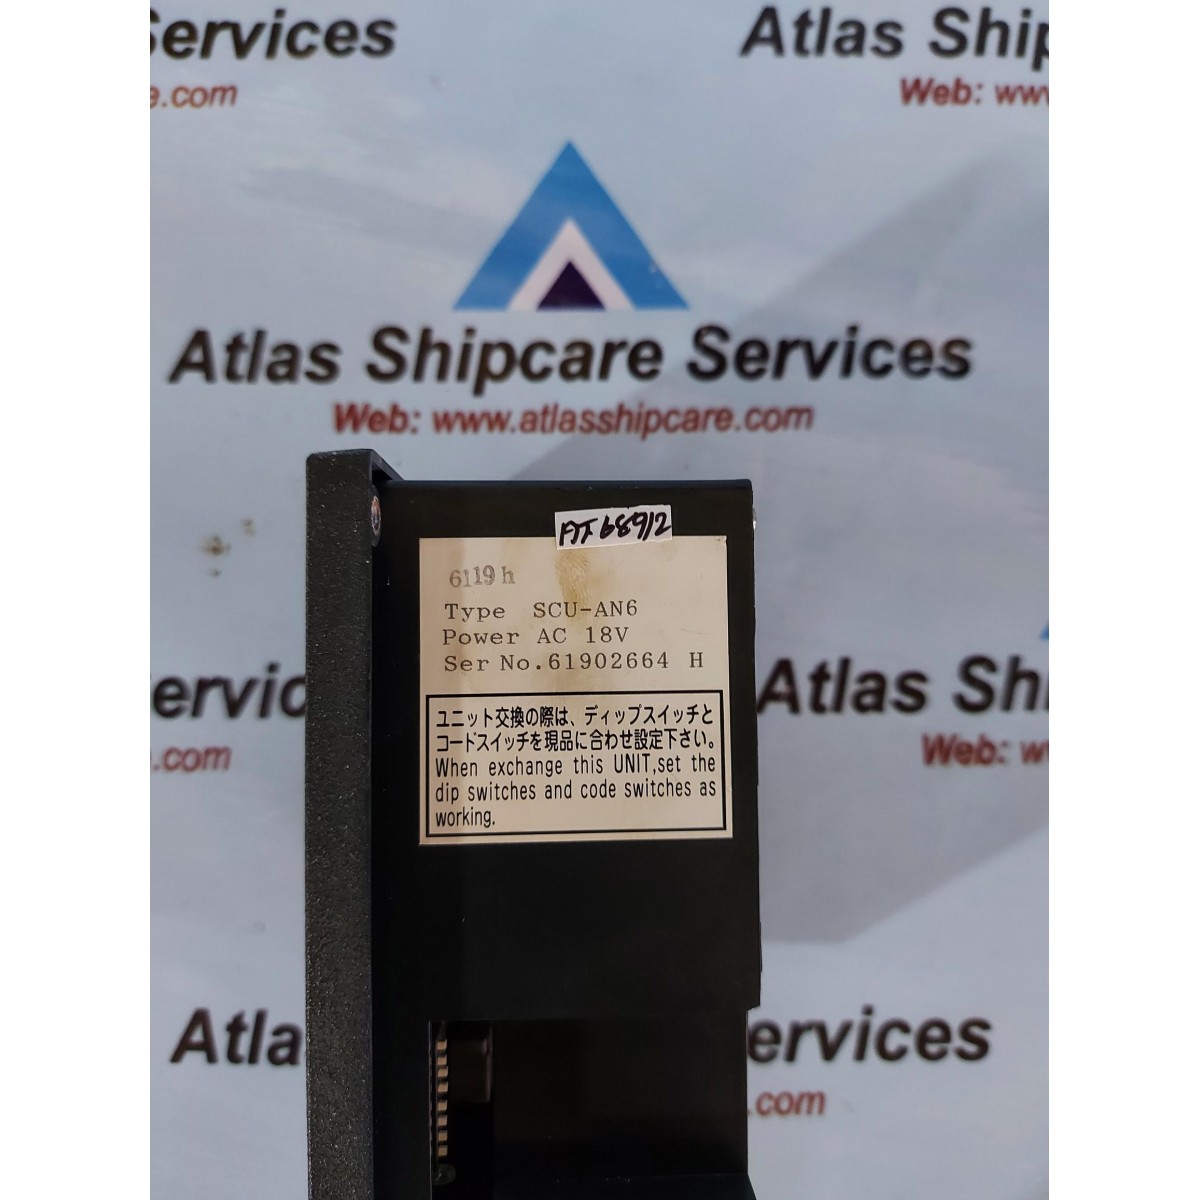 Services
Atlas Ship
e.com
Web: www
Atlas Shipcare Services
Web: www.atlasshipcare.com
6119 h
Type SCU-AN6
Power AC 18V
Ser No.61902664 H
ユニット交換の際は、ディップスイッチと
コードスイッチを現品に合わせ設定下さい。
When exchange this UNIT,set the
dip switches and code switches as
working.
ervic
Atlas Sh
.com
Web: w
Atla
ervices
.com